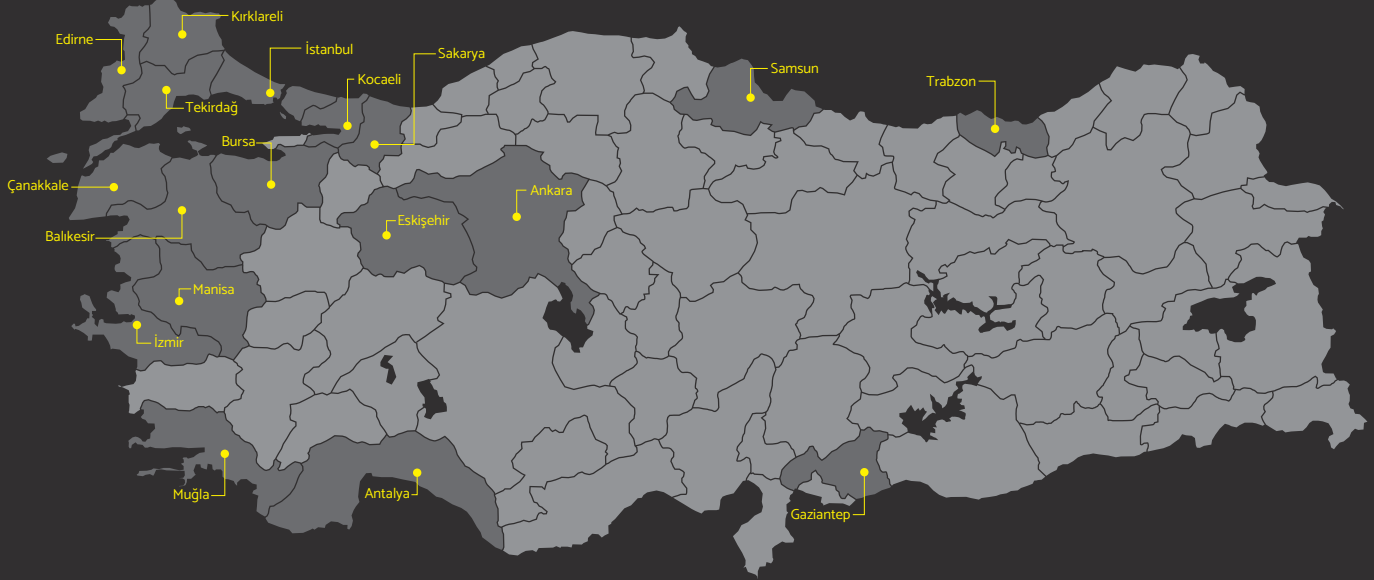 Kırklareli
Edirne
İstanbul
Sakarya
Kocaeli
Samsun
Trabzon
Tekirdağ
Bursa
Çanakkale
Ankara
Eskişehir
Balıkesir
Manisa
İzmir
Muğla
Antalya
Gaziantep